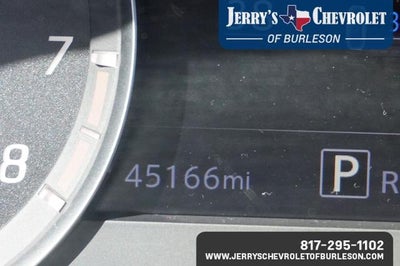 JERRY'S CHEVROLET
OF BURLESON
7
8
45166mi
P R
817-295-1102
WWW.JERRYSCHEVROLETOFBURLESON.COM